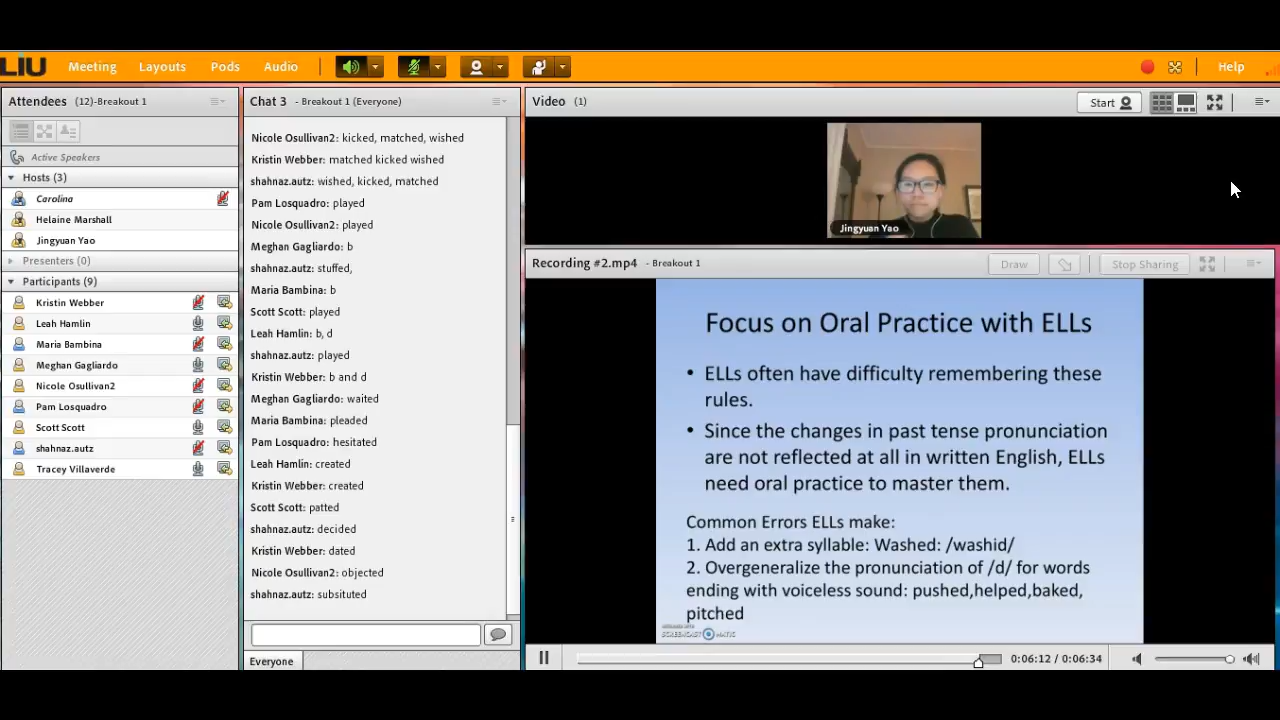 LIU Meeting Layouts Pods Audio Help
Attendees (12)-Breakout 1
Active Speakers
Hosts (3)
Carolina
Helaine Marshall
Jingyuan Yao
Presenters (0)
Participants (9)
Kristin Webber
Leah Hamlin
Maria Bambina
Meghan Gagliardo
Nicole Osullivan2
Pam Losquadro
Scott Scott
shahnaz.autz
Tracey Villaverde
Chat 3 - Breakout 1 (Everyone)
Nicole Osullivan2: kicked, matched, wished
Kristin Webber: matched kicked wished
shahnaz.autz: wished, kicked, matched
Pam Losquadro: played
Nicole Osullivan2: played
Meghan Gagliardo: b
shahnaz.autz: stuffed,
Maria Bambina: b
Scott Scott: played
Leah Hamlin: b, d
shahnaz.autz: played
Kristin Webber: b and d
Meghan Gagliardo: waited
Maria Bambina: pleaded
Pam Losquadro: hesitated
Leah Hamlin: created
Kristin Webber: created
Scott Scott: patted
shahnaz.autz: decided
Kristin Webber: dated
Nicole Osullivan2: objected
shahnaz.autz: subsituted
Everyone
Video (1)
Start
Jingyuan Yao
Recording #2.mp4 - Breakout 1
Draw
Stop Sharing
Focus on Oral Practice with ELLs
• ELLs often have difficulty remembering these
rules.
• Since the changes in past tense pronunciation
are not reflected at all in written English, ELLs
need oral practice to master them.
Common Errors ELLs make:
1. Add an extra syllable: Washed: /washid/
2. Overgeneralize the pronunciation of /d/ for words
ending with voiceless sound: pushed,helped,baked,
pitched
SCREENCAST MATIC
0:06:12 / 0:06:34